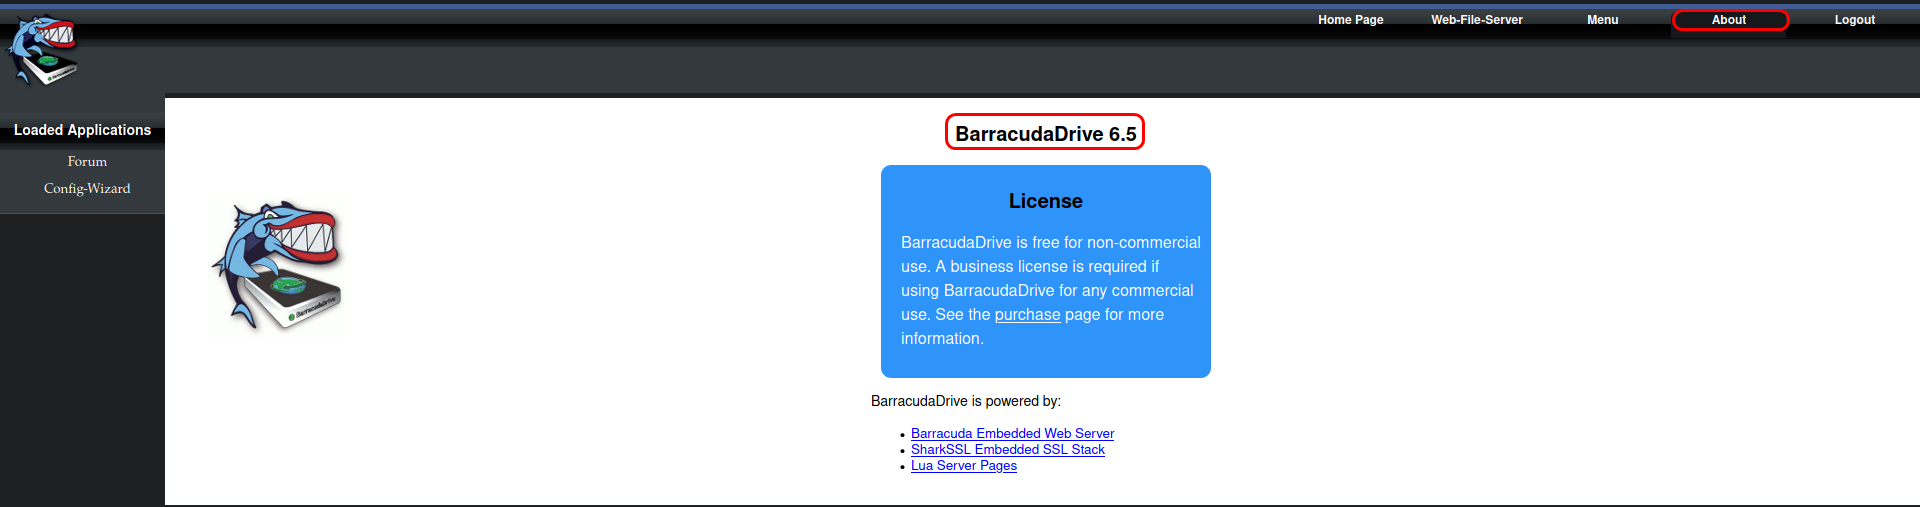 Home Page Web-File-Server Menu About Logout
Loaded Applications
Forum
Config-Wizard
BarracudaDrive 6.5
License
BarracudaDrive is free for non-commercial
use. A business license is required if
using BarracudaDrive for any commercial
use. See the purchase page for more
information.
BarracudaDrive is powered by:
• Barracuda Embedded Web Server
• SharkSSL Embedded SSL Stack
• Lua Server Pages
BarracudaDrive